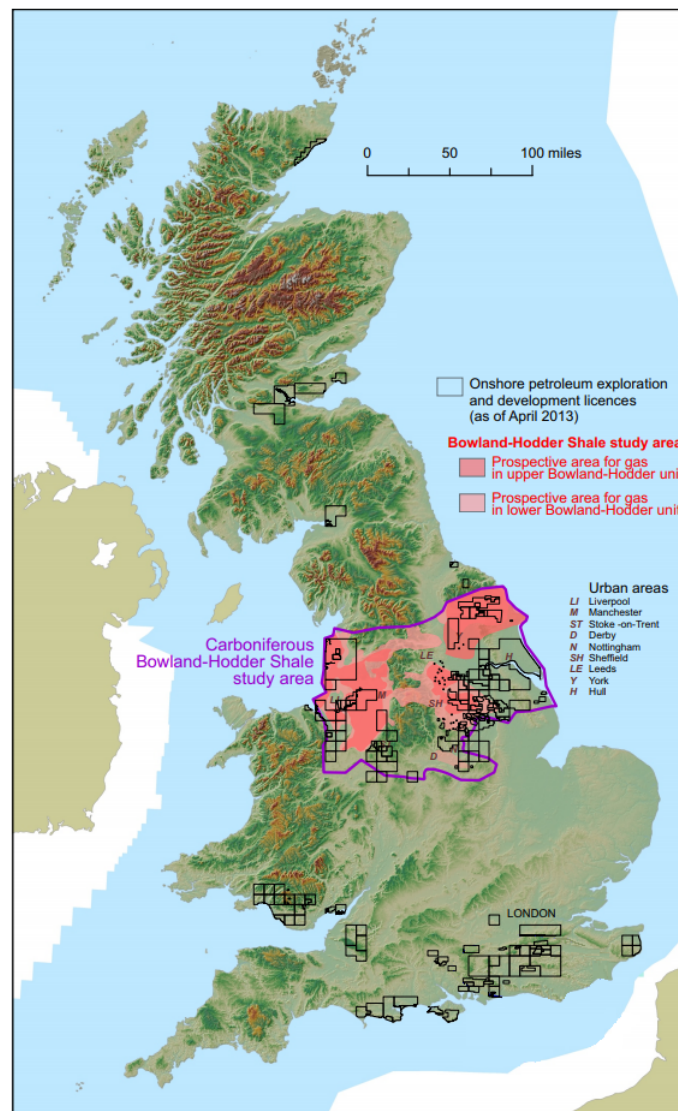 0 50 100 miles
Onshore petroleum exploration
and development licences
(as of April 2013)
Bowland-Hodder Shale study area
Prospective area for gas
in upper Bowland-Hodder uni
Prospective area for gas
in lower Bowland-Hodder uni
Urban areas
LI Liverpool
M Manchester
ST Stoke -on-Trent
D Derby
N Nottingham
SH Sheffield
LE Leeds
Y York
H Hull
Carboniferous
Bowland-Hodder Shale
study area
Y
LE
H
LI
M
SH
D
LONDON